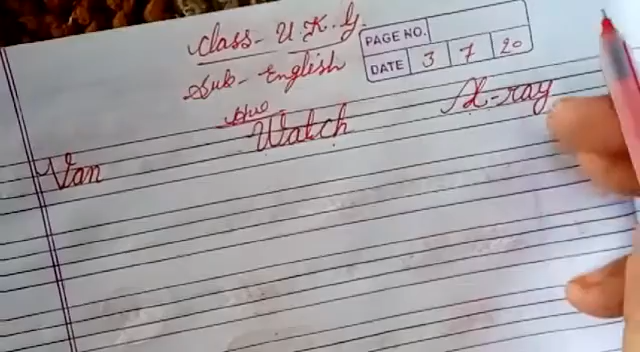 Class - U.K.G.
PAGE NO.
Sub - English
DATE 3 7 20
H.W
Van Watch X-ray